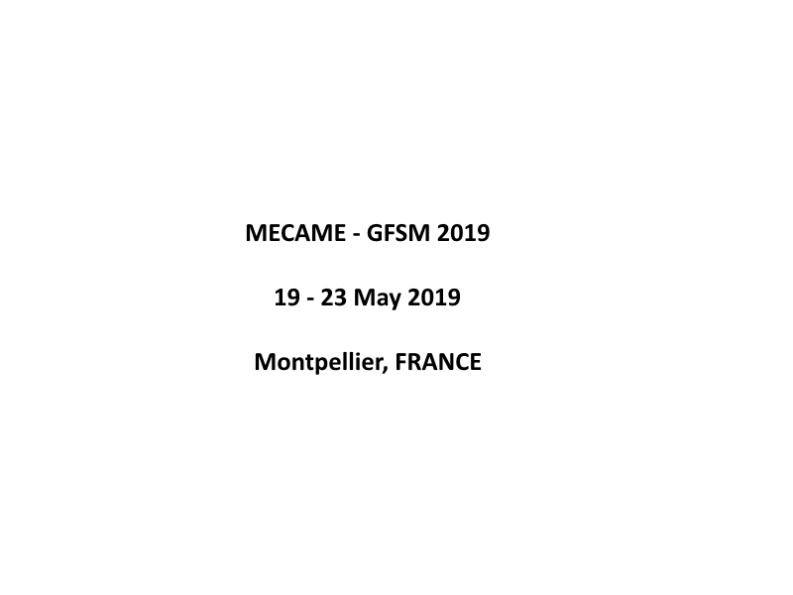 MECAME - GFSM 2019
19 - 23 May 2019
Montpellier, FRANCE